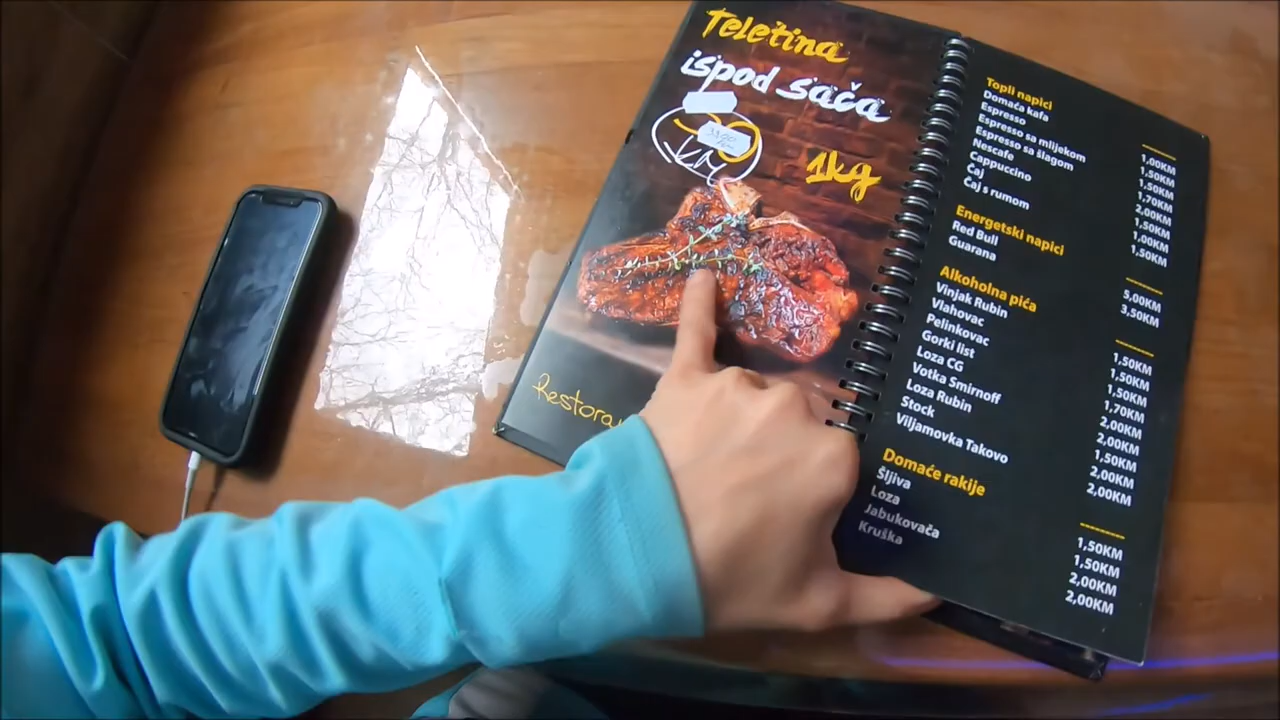 Teletina
ispod sača
KM
1kg
Topli napici
Domaća kafa 1,00KM
Espresso 1,50KM
Espresso sa mlijekom 1,50KM
Espresso sa šlagom 1,70KM
Nescafe 2,00KM
Cappuccino 1,50KM
Čaj 1,00KM
Čaj s rumom 1,50KM
Energetski napici
Red Bull 5,00KM
Guarana 3,50KM
Alkoholna pića
Vinjak Rubin 1,50KM
Vlahovac 1,50KM
Pelinkovac 1,50KM
Gorki list 1,70KM
Loza CG 2,00KM
Votka Smirnoff 2,00KM
Loza Rubin 1,50KM
Stock 2,00KM
Viljamovka Takovo 2,00KM
Domaće rakije
Šljiva 1,50KM
Loza 1,50KM
Jabukovača 2,00KM
Kruška 2,00KM